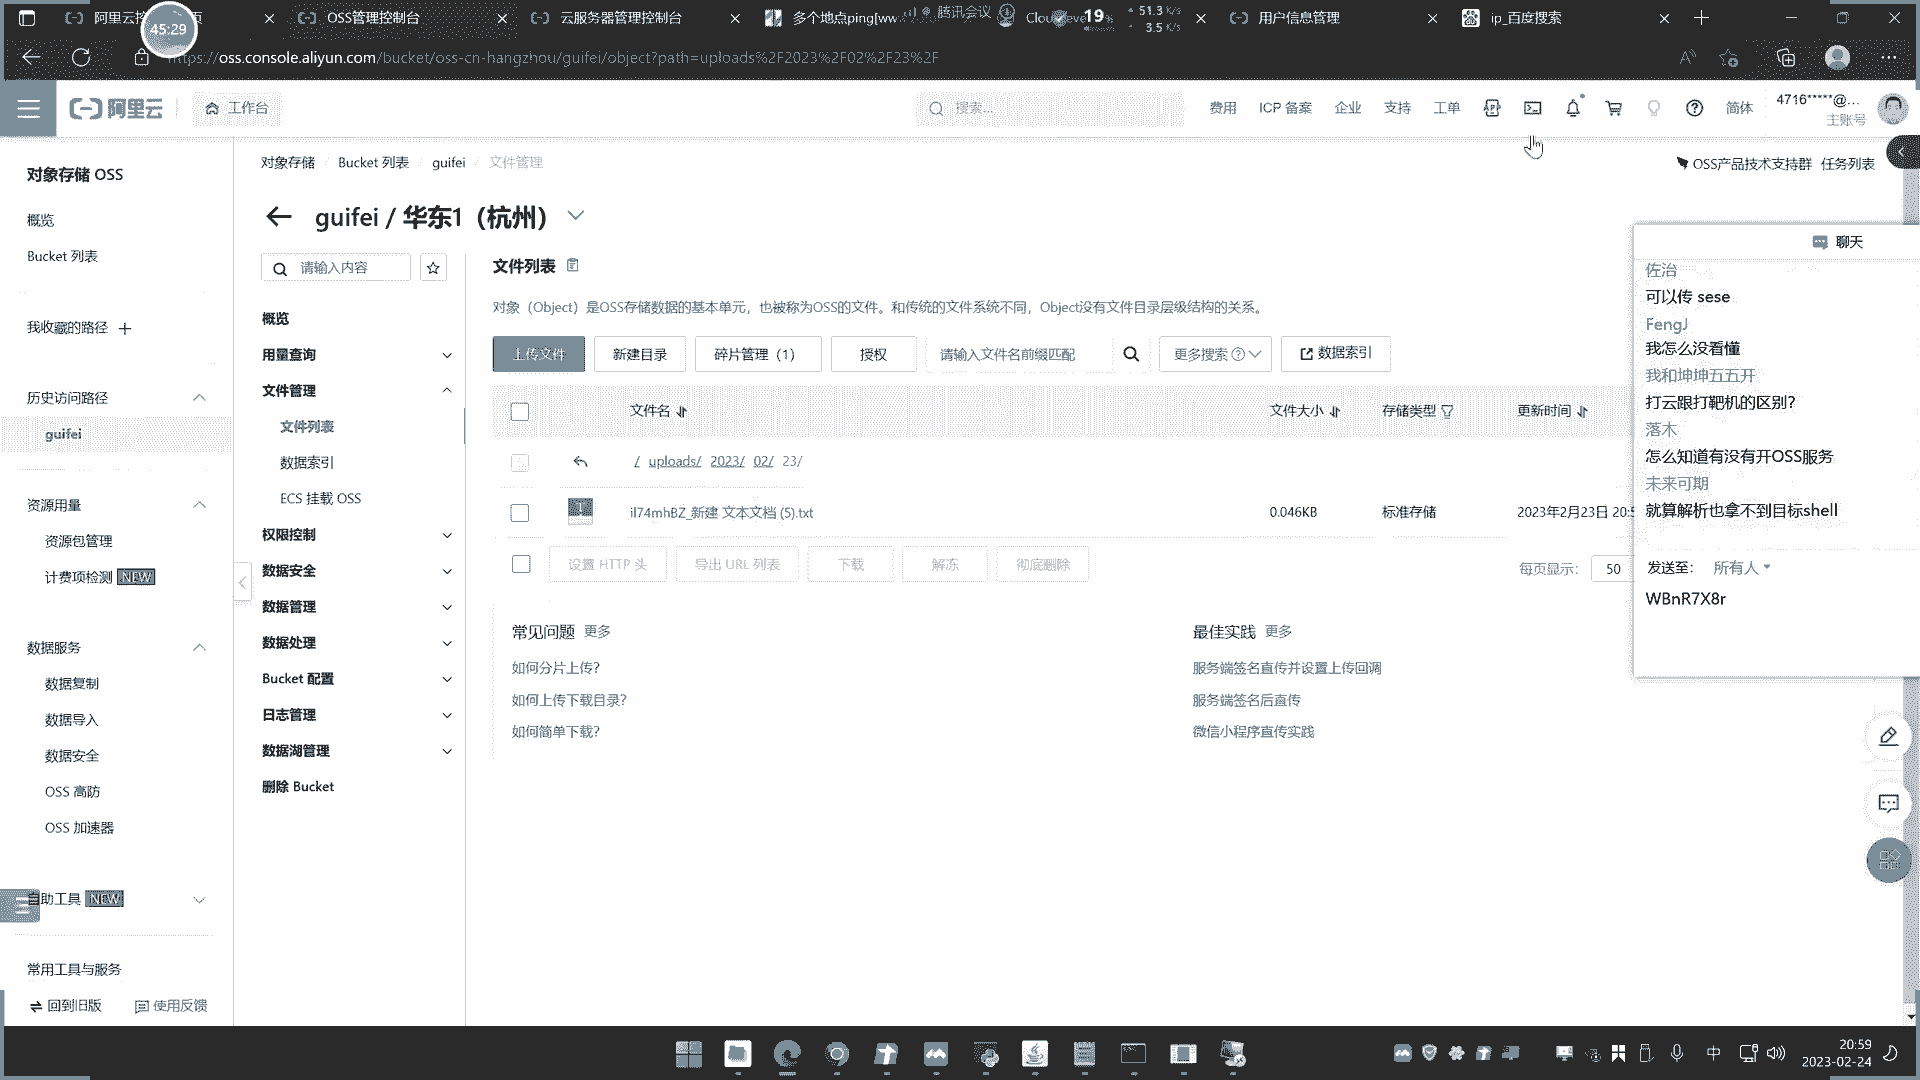 OSS管理控制台
云服务器管理控制台
多个地点ping[ww
腾讯会议
19%
51.3 K/s
3.5 K/s
用户信息管理
ip_百度搜索
45:29
https://oss.console.aliyun.com/bucket/oss-cn-hangzhou/guifei/object?path=uploads%2F2023%2F02%2F23%2F
阿里云
工作台
搜索...
费用
ICP 备案
企业
支持
工单
简体
4716*****@...
主账号
对象存储 OSS
概览
Bucket 列表
我收藏的路径
历史访问路径
guifei
资源用量
资源包管理
计费项检测 NEW
数据服务
数据复制
数据导入
数据安全
OSS 高防
OSS 加速器
自助工具 NEW
常用工具与服务
回到旧版
使用反馈
对象存储 / Bucket 列表 / guifei / 文件管理
OSS产品技术支持群
任务列表
guifei / 华东1（杭州）
请输入内容
概览
用量查询
文件管理
文件列表
数据索引
ECS 挂载 OSS
权限控制
数据安全
数据管理
数据处理
Bucket 配置
日志管理
数据湖管理
删除 Bucket
文件列表
对象（Object）是OSS存储数据的基本单元，也被称为OSS的文件。和传统的文件系统不同，Object没有文件目录层级结构的关系。
上传文件
新建目录
碎片管理（1）
授权
请输入文件名前缀匹配
更多搜索
数据索引
文件名
文件大小
存储类型
更新时间
/ uploads/ 2023/ 02/ 23/
il74mhBZ_新建 文本文档 (5).txt
0.046KB
标准存储
2023年2月23日 20:5
设置 HTTP 头
导出 URL 列表
下载
解冻
彻底删除
每页显示：
50
常见问题 更多
如何分片上传?
如何上传下载目录?
如何简单下载?
最佳实践 更多
服务端签名直传并设置上传回调
服务端签名后直传
微信小程序直传实践
聊天
佐治
可以传 sese
FengJ
我怎么没看懂
我和坤坤五五开
打云跟打靶机的区别?
落木
怎么知道有没有开OSS服务
未来可期
就算解析也拿不到目标shell
发送至：
所有人
WBnR7X8r
中
20:59
2023-02-24